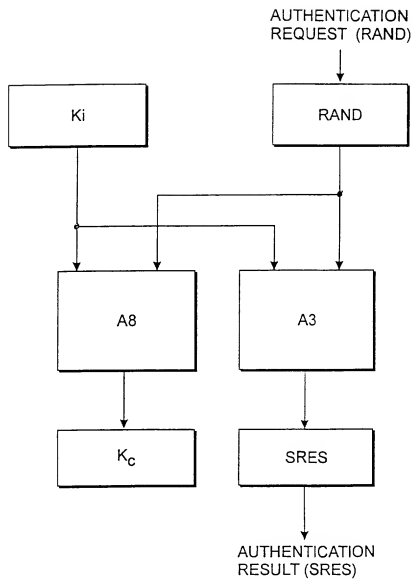 AUTHENTICATION
REQUEST (RAND)
Ki
RAND
A8
A3
Kc
SRES
AUTHENTICATION
RESULT (SRES)